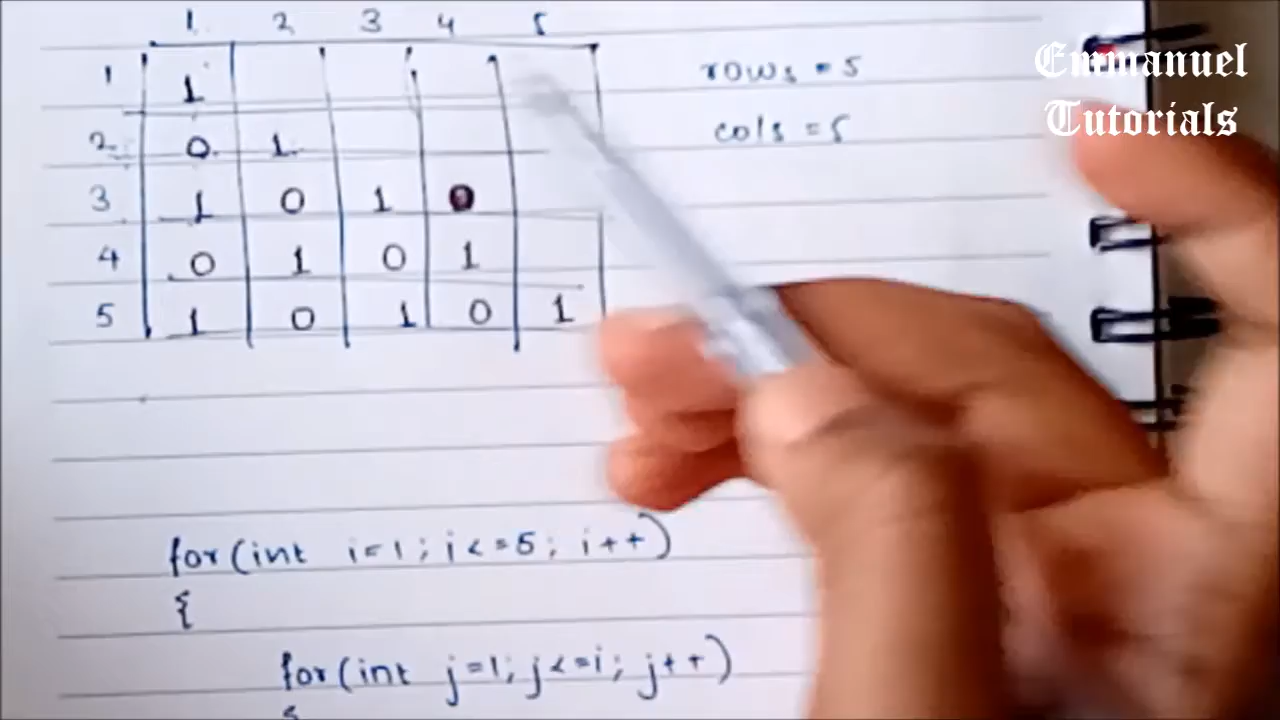 1 2 3 4 5
1 1
2 0 1
3 1 0 1
4 0 1 0 1
5 1 0 1 0 1
rows = 5
cols = 5
Emmanuel
Tutorials
for(int i=1; i<=5; i++)
{
for(int j=1; j<=i; j++)
{